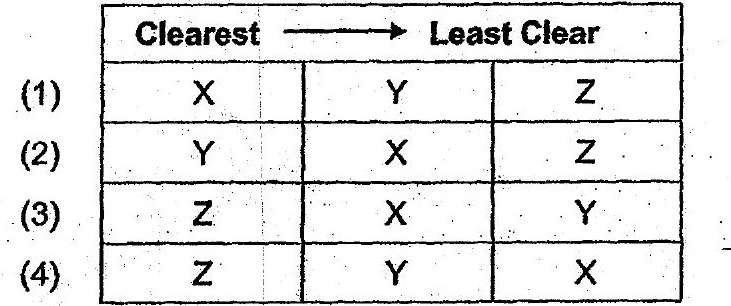 Clearest ⟶ Least Clear
(1) X Y Z
(2) Y X Z
(3) Z X Y
(4) Z Y X